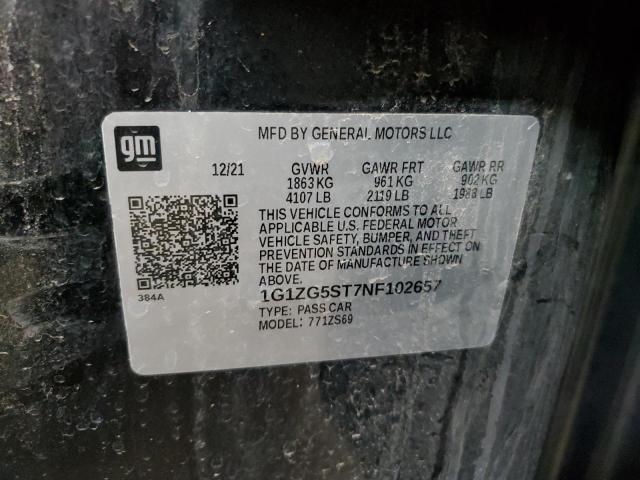 gm
MFD BY GENERAL MOTORS LLC
12/21 GVWR GAWR FRT GAWR RR
1863 KG 961 KG 902 KG
4107 LB 2119 LB 1988 LB
THIS VEHICLE CONFORMS TO ALL
APPLICABLE U.S. FEDERAL MOTOR
VEHICLE SAFETY, BUMPER, AND THEFT
PREVENTION STANDARDS IN EFFECT ON
THE DATE OF MANUFACTURE SHOWN
ABOVE.
384A
1G1ZG5ST7NF102657
TYPE: PASS CAR
MODEL: 771ZS69